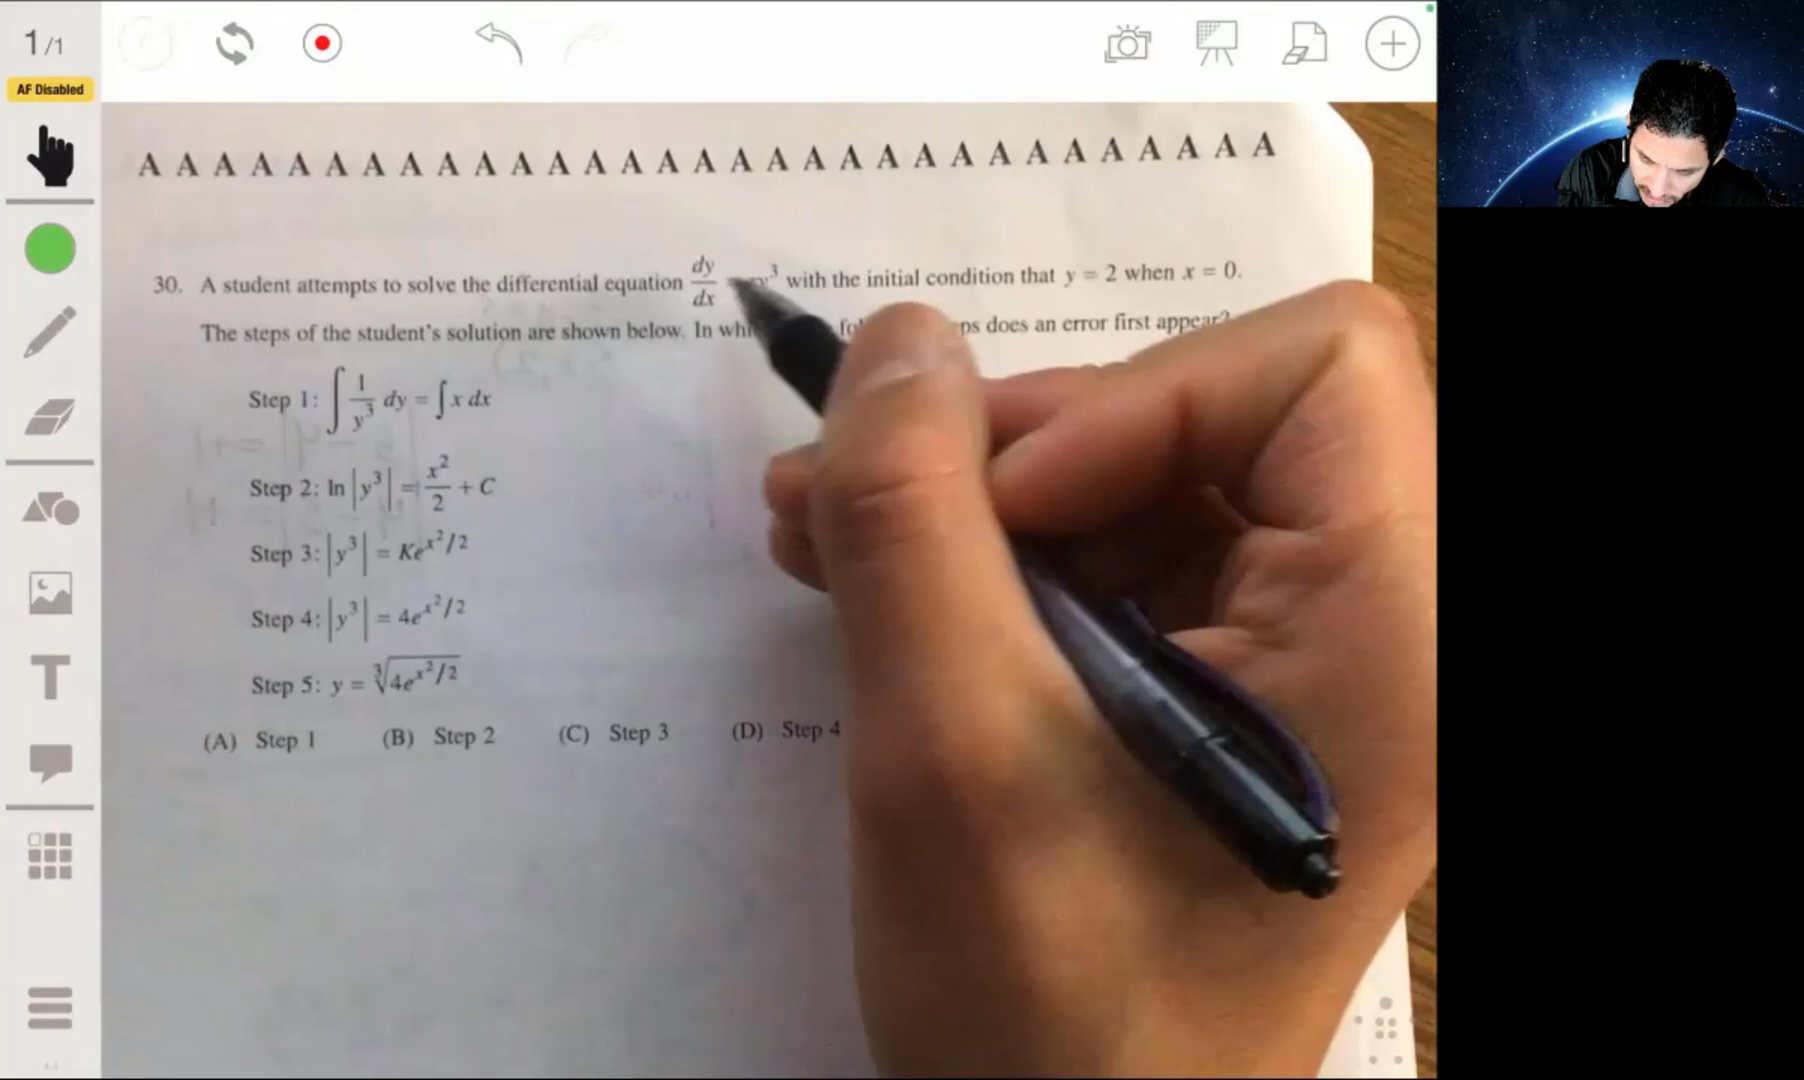 1/1
AF Disabled
A A A A A A A A A A A A A A A A A A A A A A A A A A A A A A A
30. A student attempts to solve the differential equation dy/dx = y³ with the initial condition that y = 2 when x = 0.
The steps of the student's solution are shown below. In does an error first appear?
Step 1: ∫ 1/y³ dy = ∫ x dx
Step 2: ln |y³| = x²/2 + C
Step 3: |y³| = Ke^(x²/2)
Step 4: |y³| = 4e^(x²/2)
Step 5: y = ∛(4e^(x²/2))
(A) Step 1 (B) Step 2 (C) Step 3 (D) Step 4
T